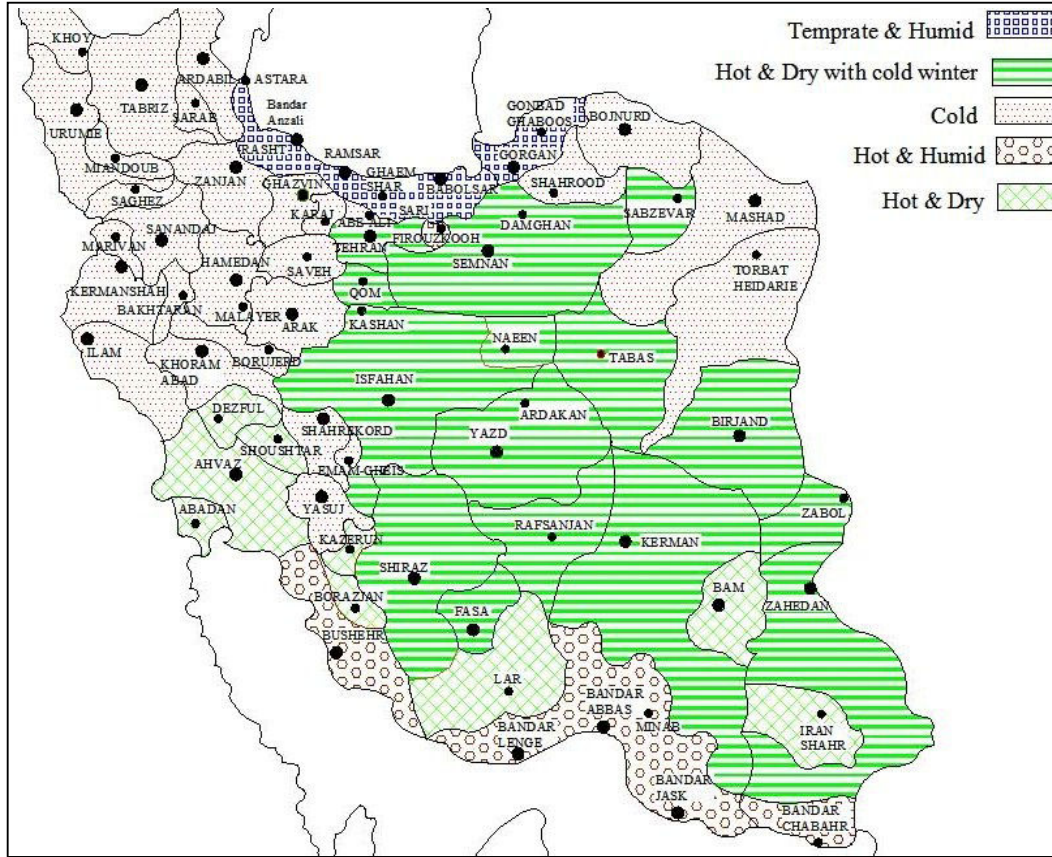 Temprate & Humid
Hot & Dry with cold winter
Cold
Hot & Humid
Hot & Dry
KHOY
ARDABIL
ASTARA
TABRIZ
SARAB
Bandar
Anzali
GONBAD
GHABOOS
BOJNURD
URUMIE
RASHT
RAMSAR
GORGAN
MIANDOUB
ZANJAN
GHAZVIN
GHAEM
SHAR
BABOLSAR
SHAHROOD
SAGHEZ
KARAJ
SARI
SABZEVAR
MASHAD
MARIVAN
SANANDAJ
TEHRAN
FIROUZKOOH
DAMGHAN
HAMEDAN
SAVEH
SEMNAN
TORBAT
HEIDARIE
KERMANSHAH
QOM
BAKHTARAN
MALAYER
ARAK
KASHAN
ILAM
KHORAM
ABAD
BORUJERD
NAEEN
TABAS
ISFAHAN
DEZFUL
ARDAKAN
SHAHREKORD
YAZD
BIRJAND
SHOUSHTAR
AHVAZ
ABADAN
YASUJ
ZABOL
KAZERUN
RAFSANJAN
KERMAN
SHIRAZ
BORAZJAN
FASA
BAM
ZAHEDAN
BUSHEHR
LAR
BANDAR
ABBAS
MINAB
IRAN
SHAHR
BANDAR
LENGE
BANDAR
JASK
BANDAR
CHABAHR